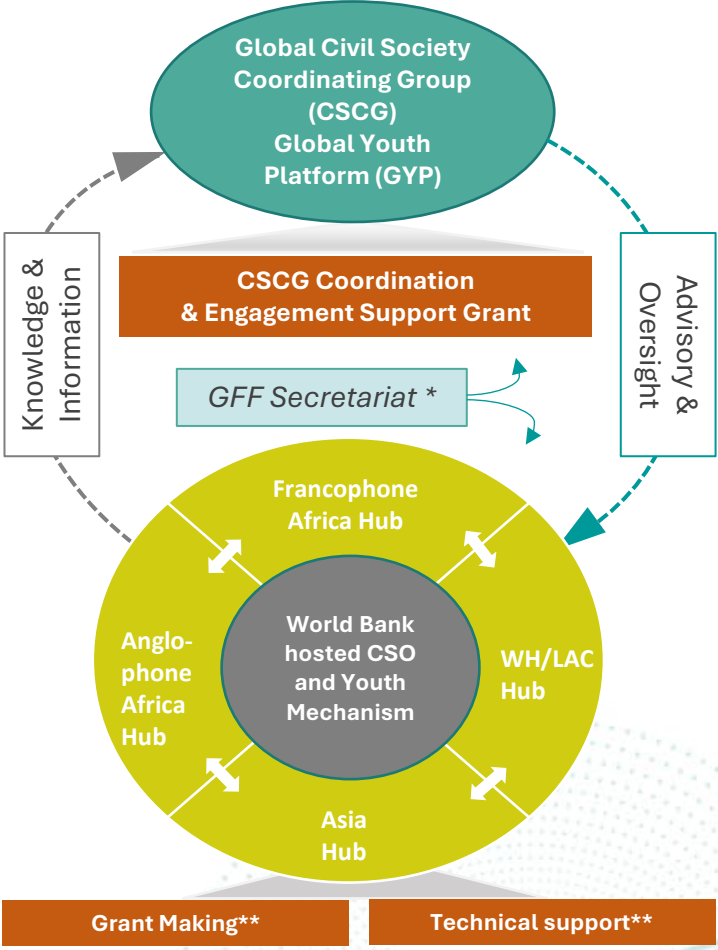 Global Civil Society
Coordinating Group
(CSCG)
Global Youth
Platform (GYP)
Knowledge &
Information
CSCG Coordination
& Engagement Support Grant
Advisory &
Oversight
GFF Secretariat *
Francophone
Africa Hub
Anglo-
phone
Africa
Hub
World Bank
hosted CSO
and Youth
Mechanism
WH/LAC
Hub
Asia
Hub
Grant Making**
Technical support**